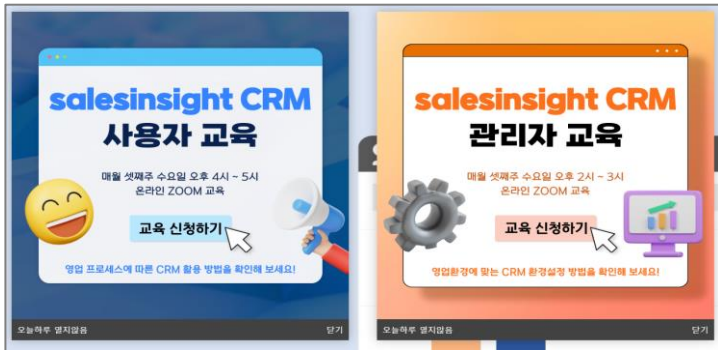 salesinsight CRM
사용자 교육
매월 셋째주 수요일 오후 4시 ~ 5시
온라인 ZOOM 교육
교육 신청하기
영업 프로세스에 따른 CRM 활용 방법을 확인해 보세요!
오늘하루 열지않음
닫기
salesinsight CRM
관리자 교육
매월 셋째주 수요일 오후 2시 ~ 3시
온라인 ZOOM 교육
교육 신청하기
영업환경에 맞는 CRM 환경설정 방법을 확인해 보세요!
오늘하루 열지않음
닫기